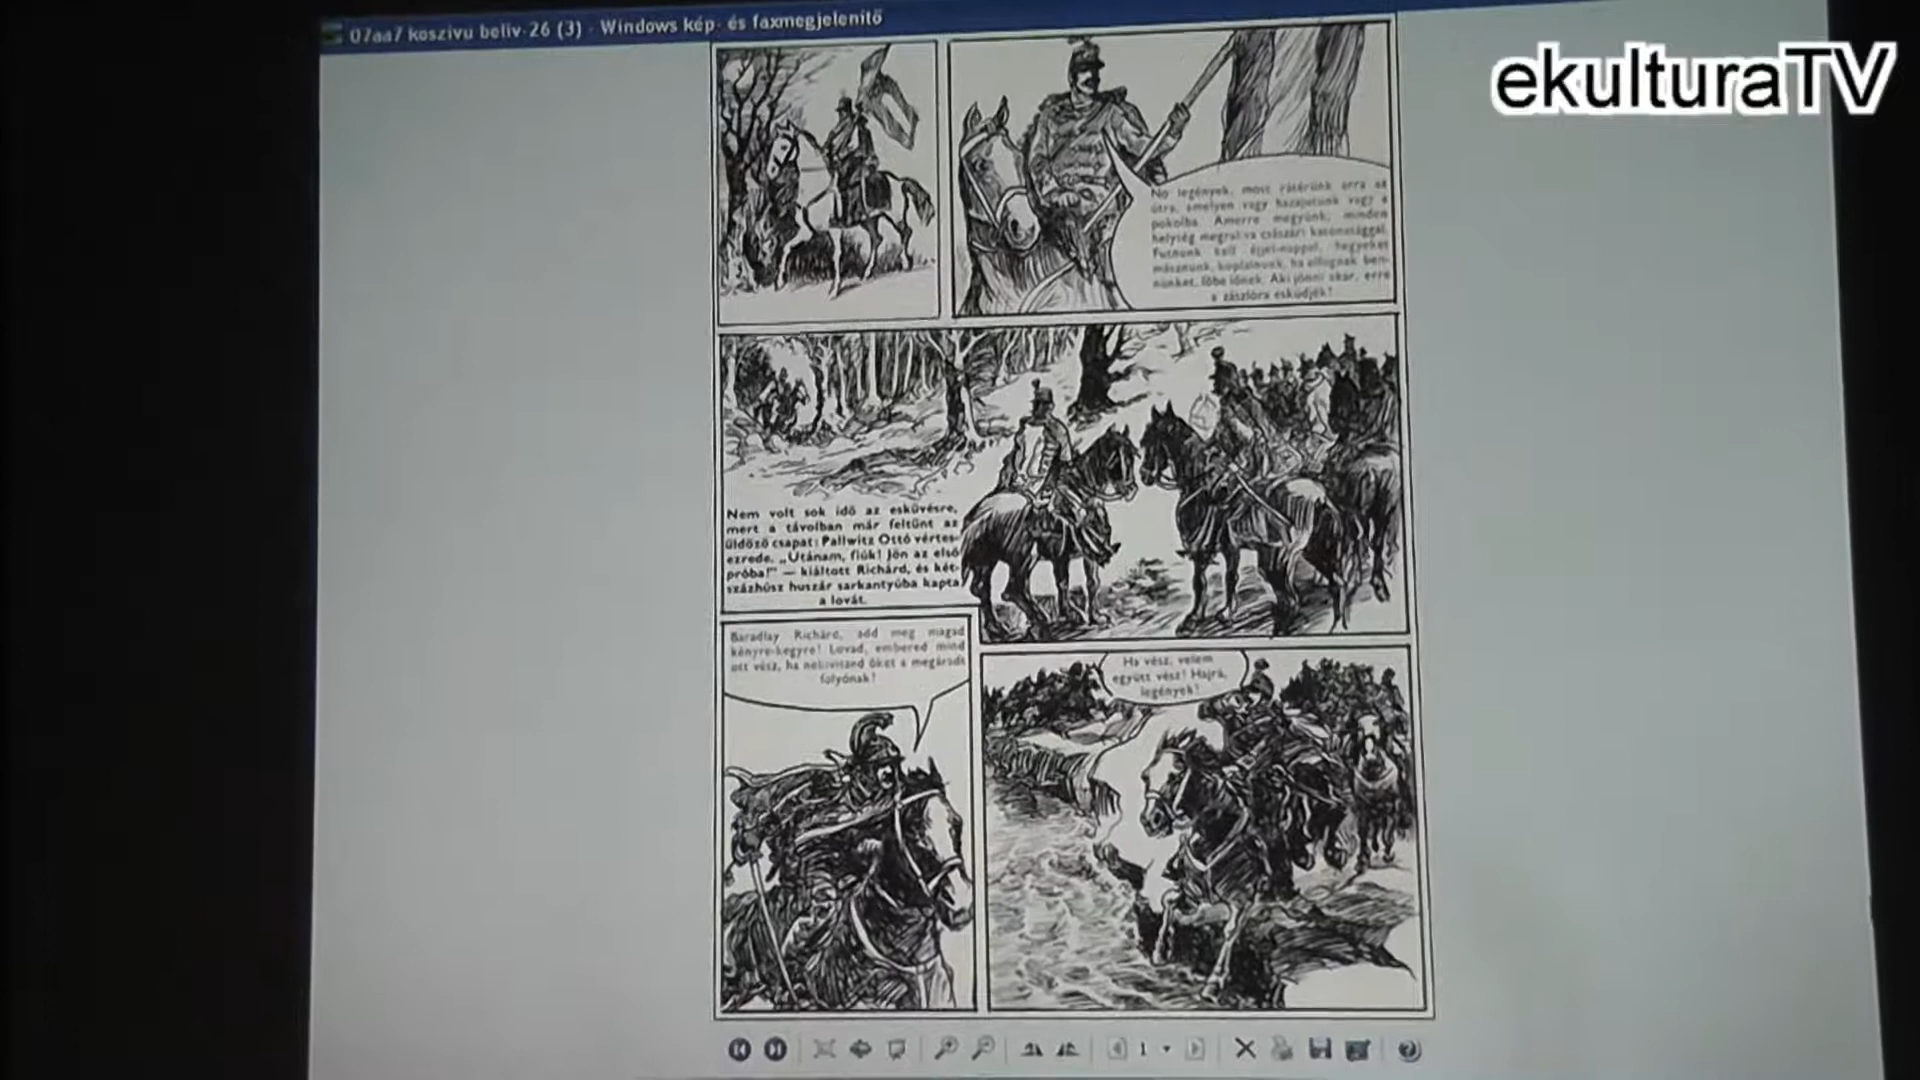 07aa7 koszivu beliv-26 (3) - Windows kép- és faxmegjelenítő
ekulturaTV
No legények, most rátérünk arra az
útra, amelyen vagy hazajutunk vagy a
pokolba. Amerre megyünk, minden
helység megrakva császári katonasággal.
Futnunk kell éjjel-nappal, hegyeket
másznunk, koplalnunk, ha elfognak ben-
nünket, főbe lőnek. Aki jönni akar, erre
a zászlóra esküdjék!
Nem volt sok idő az esküvésre,
mert a távolban már feltűnt az
üldöző csapat: Pallwitz Ottó vértes-
ezrede. „Utánam, fiúk! Jön az első
próba!” — kiáltott Richárd, és két-
százhúsz huszár sarkantyúba kapta
a lovát.
Baradlay Richárd, add meg magad
kényre-kegyre! Lovad, embered mind
ott vész, ha nekiviszed őket a megáradt
folyónak!
Ha vész, velem
együtt vész! Hajrá,
legények!
1